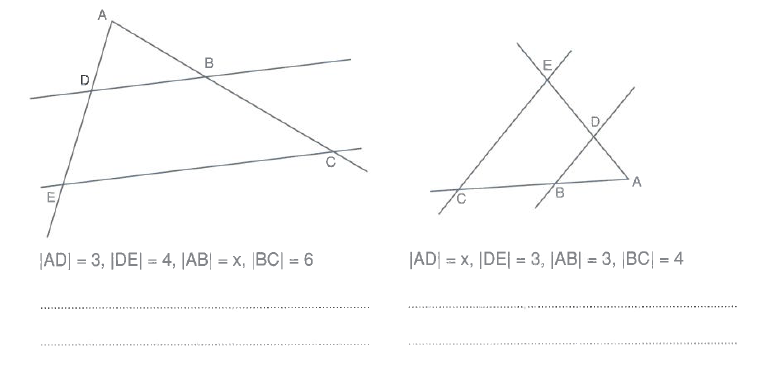 A
B
D
C
E
|AD| = 3, |DE| = 4, |AB| = x, |BC| = 6
E
D
A
B
C
|AD| = x, |DE| = 3, |AB| = 3, |BC| = 4